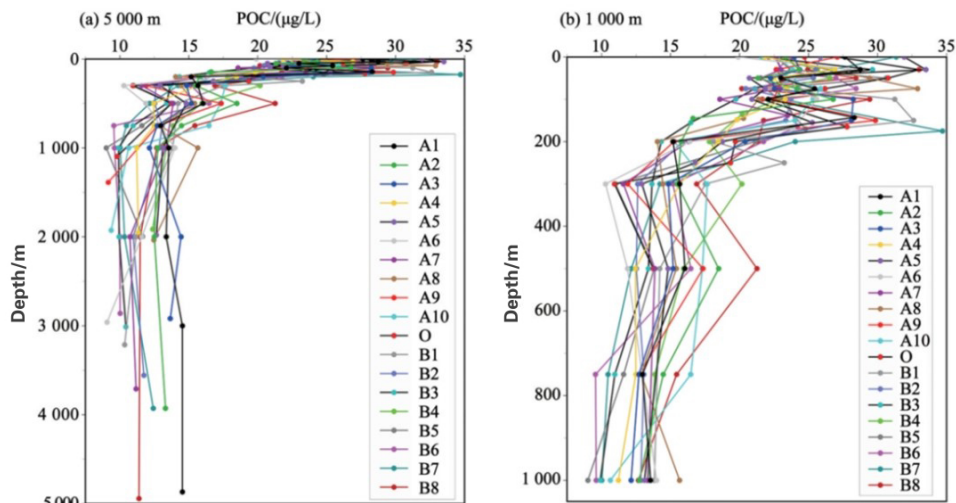 (a) 5 000 m
POC/(μg/L)
10 15 20 25 30 35
0
1 000
2 000
3 000
4 000
5 000
Depth/m
A1
A2
A3
A4
A5
A6
A7
A8
A9
A10
O
B1
B2
B3
B4
B5
B6
B7
B8
(b) 1 000 m
POC/(μg/L)
10 15 20 25 30 35
0
200
400
600
800
1 000
Depth/m
A1
A2
A3
A4
A5
A6
A7
A8
A9
A10
O
B1
B2
B3
B4
B5
B6
B7
B8